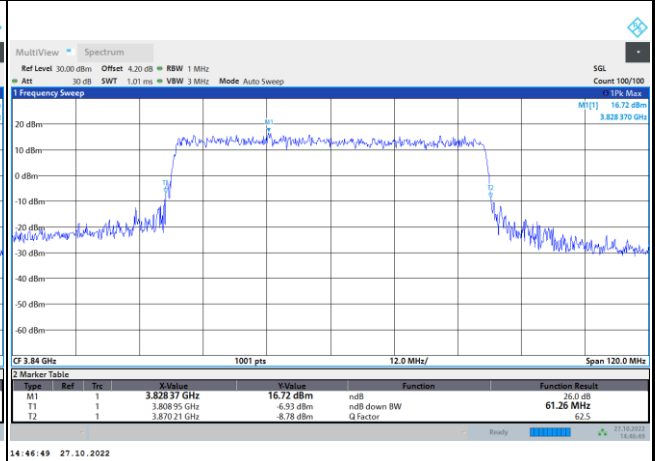 MultiView Spectrum
Ref Level 30.00 dBm Offset 4.20 dB RBW 1 MHz SGL
Att 30 dB SWT 1.01 ms VBW 3 MHz Mode Auto Sweep Count 100/100
1 Frequency Sweep 1Pk Max
M1[1] 16.72 dBm
3.828 370 GHz
M1
20 dBm
10 dBm
0 dBm
T1
T2
-10 dBm
-20 dBm
-30 dBm
-40 dBm
-50 dBm
-60 dBm
CF 3.84 GHz 1001 pts 12.0 MHz/ Span 120.0 MHz
2 Marker Table
Type Ref Trc X-Value Y-Value Function Function Result
M1 1 3.828 37 GHz 16.72 dBm ndB 26.0 dB
T1 1 3.808 95 GHz -6.93 dBm ndB down BW 61.26 MHz
T2 1 3.870 21 GHz -8.78 dBm Q Factor 62.5
Ready 27.10.2022
14:46:49
14:46:49 27.10.2022